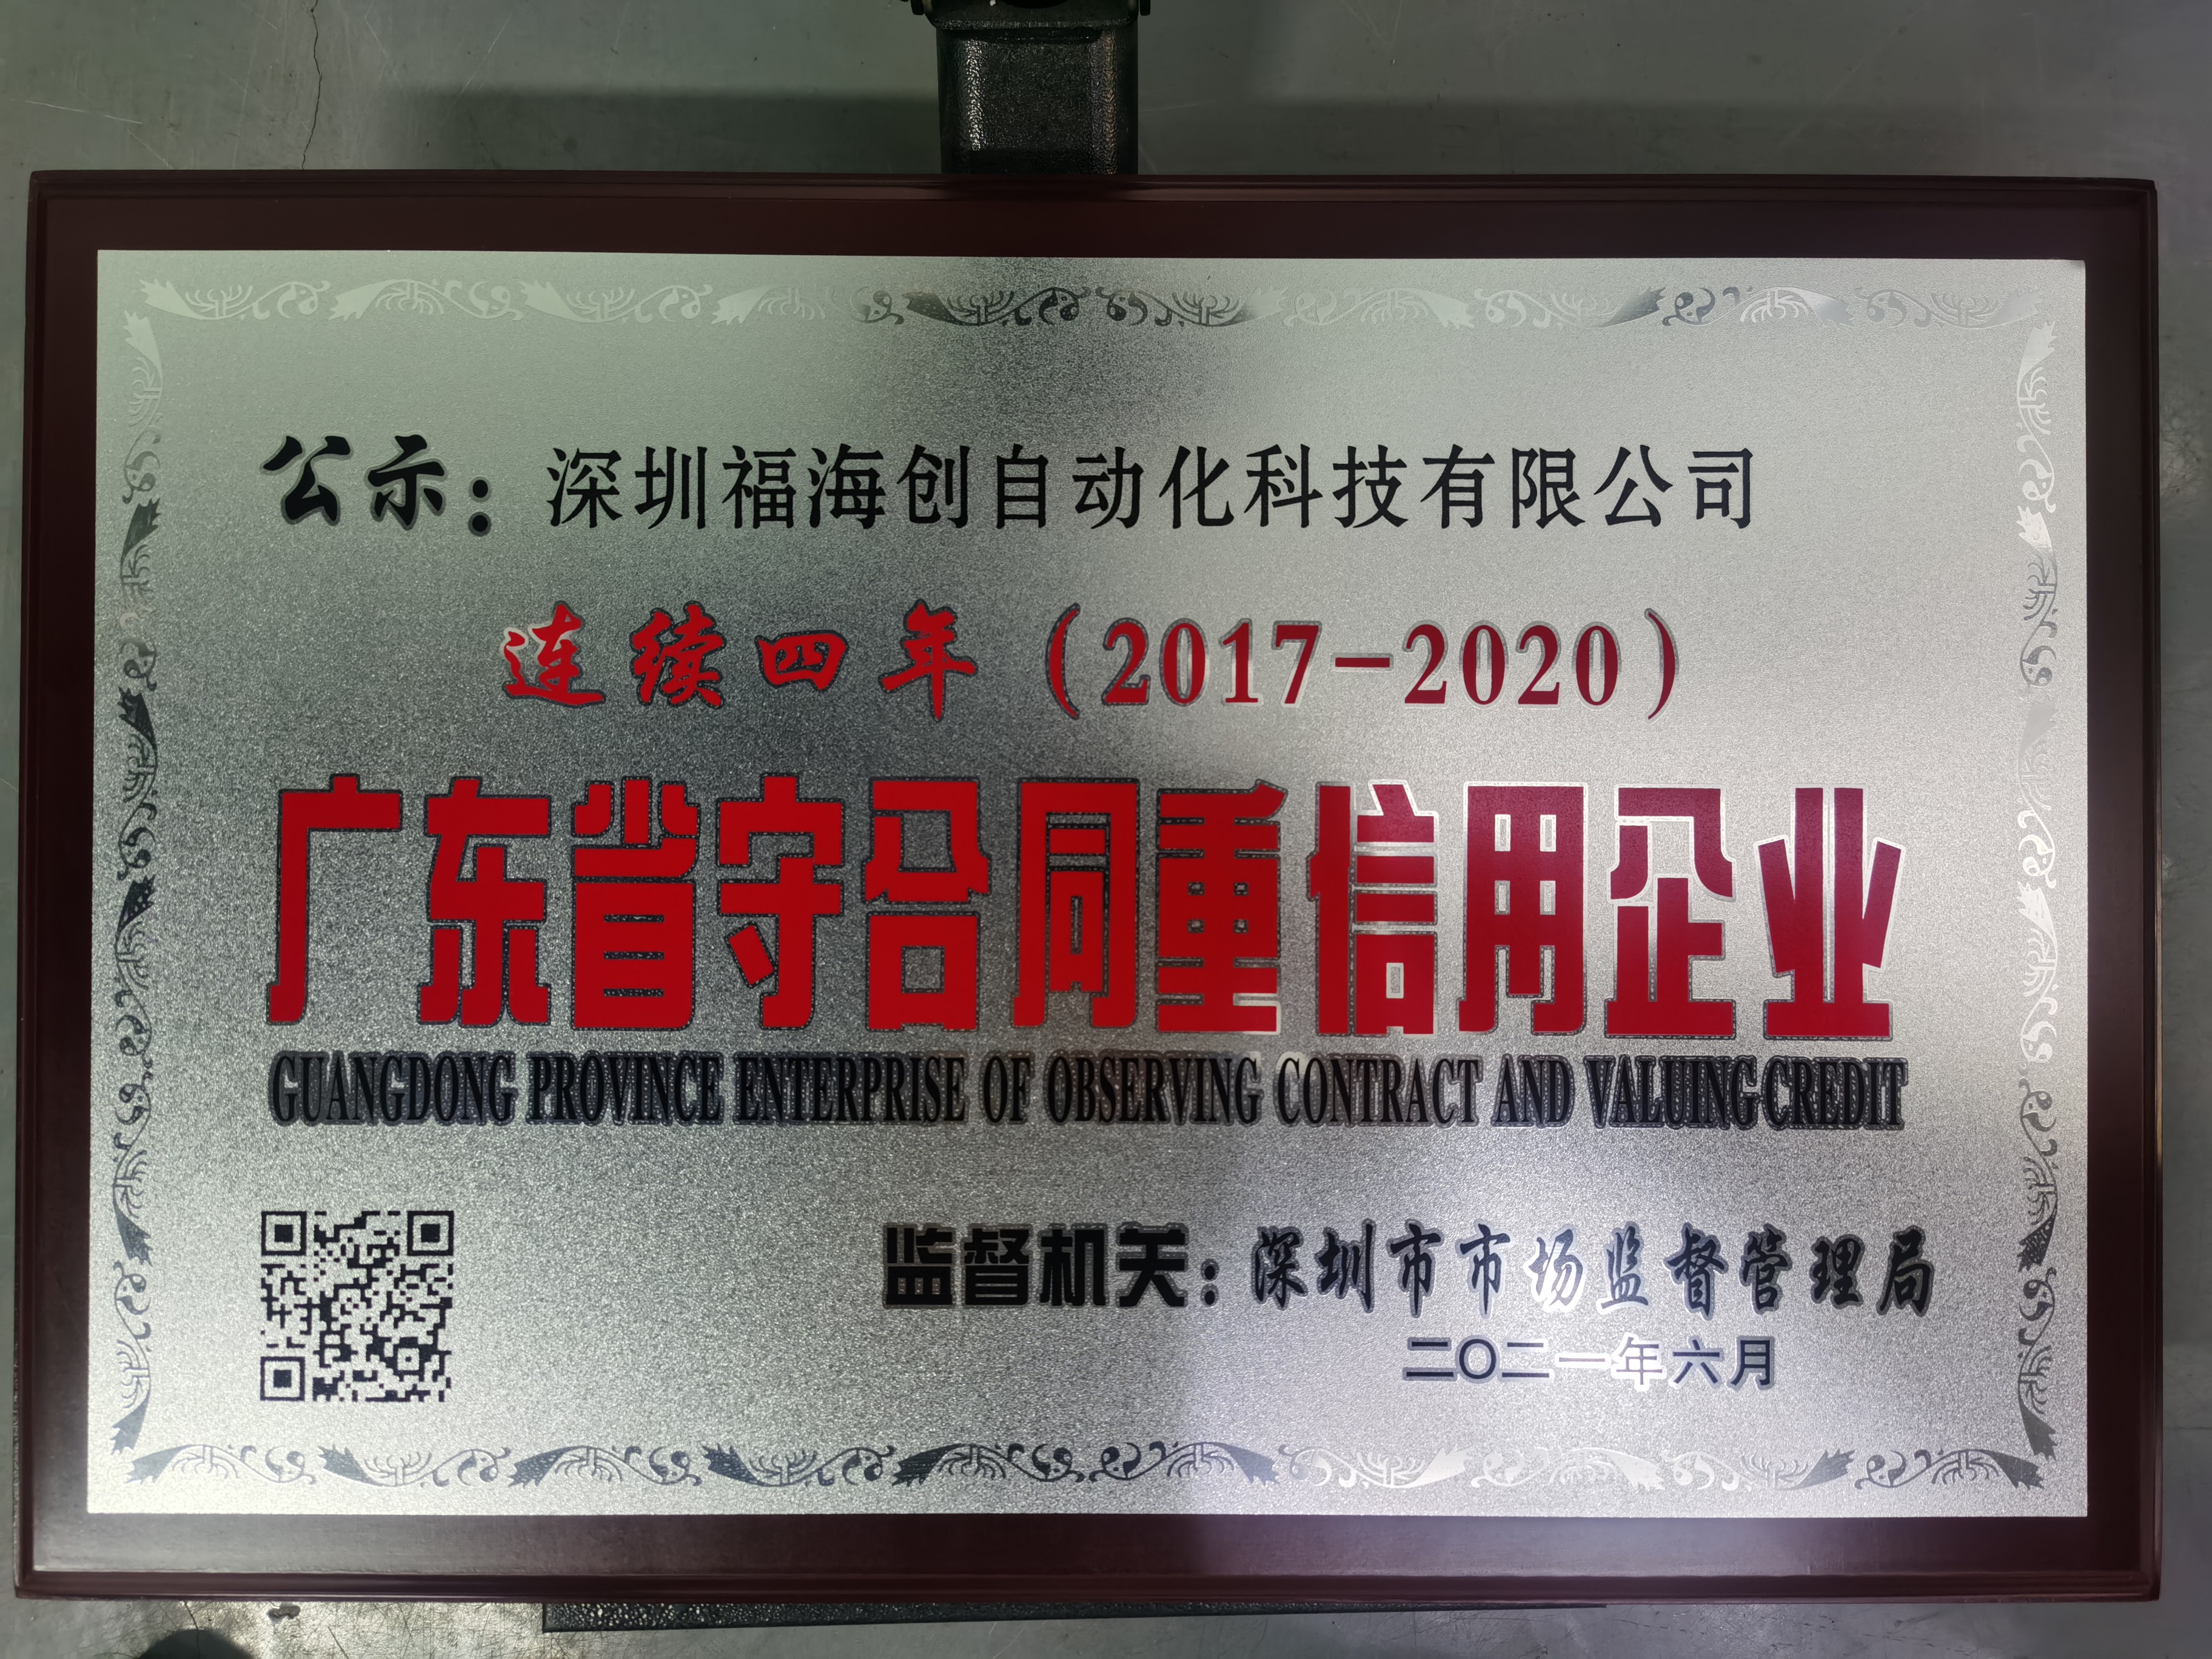 公示：深圳福海创自动化科技有限公司
连续四年（2017-2020）
广东省守合同重信用企业
GUANGDONG PROVINCE ENTERPRISE OF OBSERVING CONTRACT AND VALUING CREDIT
监督机关：深圳市市场监督管理局
二〇二一年六月